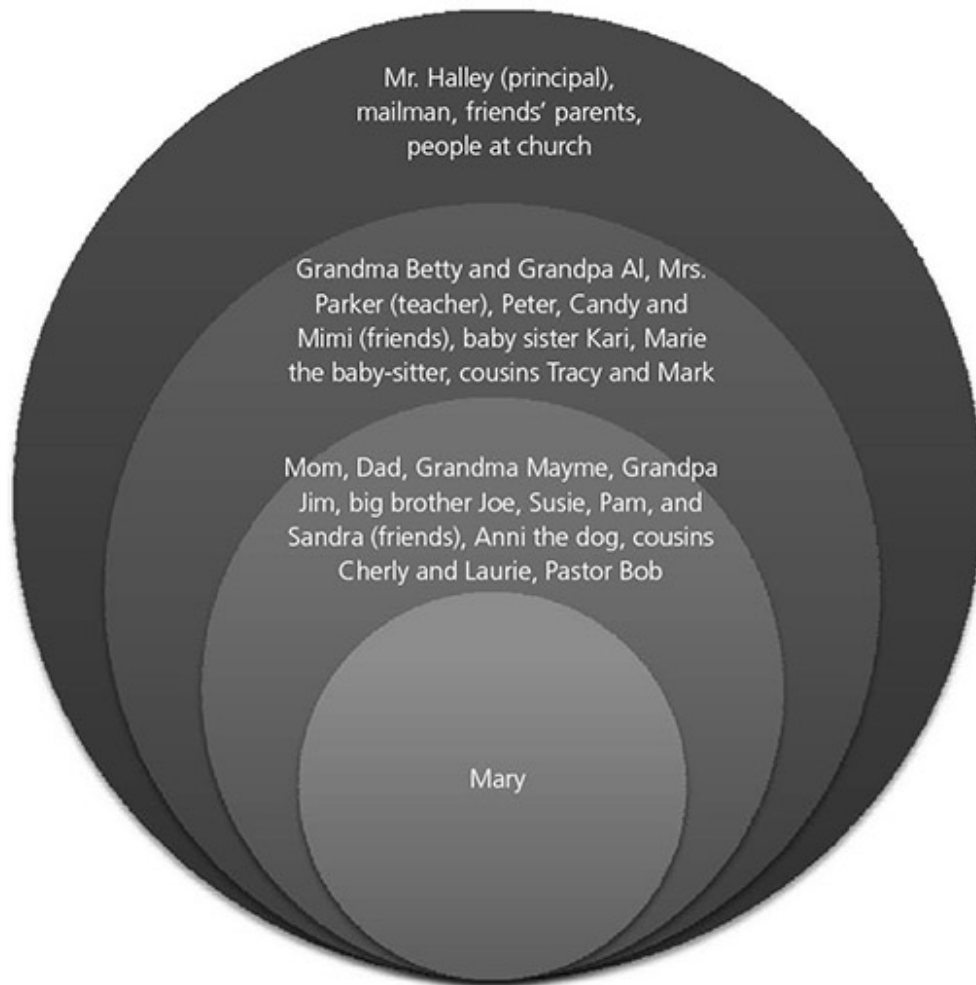 Mr. Halley (principal),
mailman, friends’ parents,
people at church
Grandma Betty and Grandpa Al, Mrs.
Parker (teacher), Peter, Candy and
Mimi (friends), baby sister Kari, Marie
the baby-sitter, cousins Tracy and Mark
Mom, Dad, Grandma Mayme, Grandpa
Jim, big brother Joe, Susie, Pam, and
Sandra (friends), Anni the dog, cousins
Cherly and Laurie, Pastor Bob
Mary